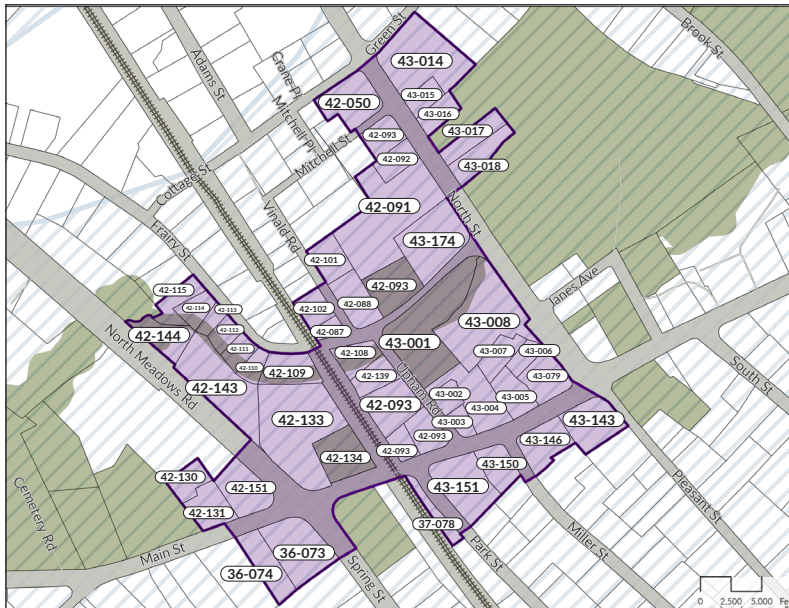 Green St
Brook St
43-014
Adams St
Crane Pl
43-015
42-050
43-016
Mitchell Pl
43-017
42-093
Mitchell St
42-092
43-018
Cottage St
42-091
North St
Vinald Rd
Frairy St
43-174
42-101
42-093
Janes Ave
42-115
42-114
42-113
42-102
42-088
43-008
42-144
42-112
42-087
43-001
42-111
42-108
43-007
43-006
North Meadows Rd
42-110
42-109
42-139
43-079
South St
42-143
Upham Rd
43-002
43-005
42-093
43-004
42-133
43-003
43-143
42-093
43-146
42-093
42-134
43-150
42-130
42-151
43-151
Pleasant St
42-131
37-078
Cemetery Rd
Miller St
Park St
Main St
36-073
36-074
Spring St
0 2,500 5,000 Fe